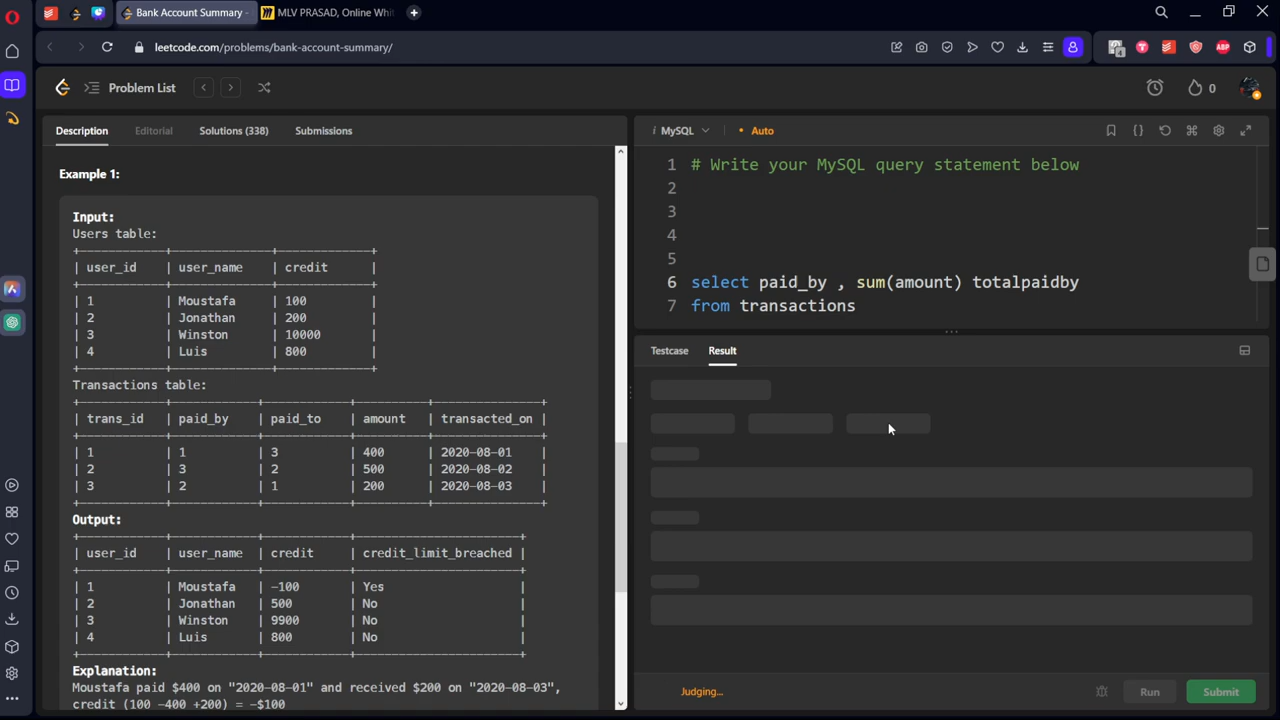 Bank Account Summary -
MLV PRASAD, Online Whit
leetcode.com/problems/bank-account-summary/
Problem List
0
Description
Editorial
Solutions (338)
Submissions
Example 1:
Input:
Users table:
+---------+------------+---------+
| user_id | user_name | credit |
+---------+------------+---------+
| 1 | Moustafa | 100 |
| 2 | Jonathan | 200 |
| 3 | Winston | 10000 |
| 4 | Luis | 800 |
+---------+------------+---------+
Transactions table:
+---------+---------+---------+--------+-------------+
| trans_id | paid_by | paid_to | amount | transacted_on |
+---------+---------+---------+--------+-------------+
| 1 | 1 | 3 | 400 | 2020-08-01 |
| 2 | 3 | 2 | 500 | 2020-08-02 |
| 3 | 2 | 1 | 200 | 2020-08-03 |
+---------+---------+---------+--------+-------------+
Output:
+---------+---------+---------+------------------+
| user_id | user_name | credit | credit_limit_breached |
+---------+---------+---------+------------------+
| 1 | Moustafa | -100 | Yes |
| 2 | Jonathan | 500 | No |
| 3 | Winston | 9900 | No |
| 4 | Luis | 800 | No |
+---------+---------+---------+------------------+
Explanation:
Moustafa paid $400 on "2020-08-01" and received $200 on "2020-08-03",
credit (100 -400 +200) = -$100
i MySQL
• Auto
1 # Write your MySQL query statement below
2
3
4
5
6 select paid_by , sum(amount) totalpaidby
7 from transactions
Testcase
Result
Judging...
Run
Submit